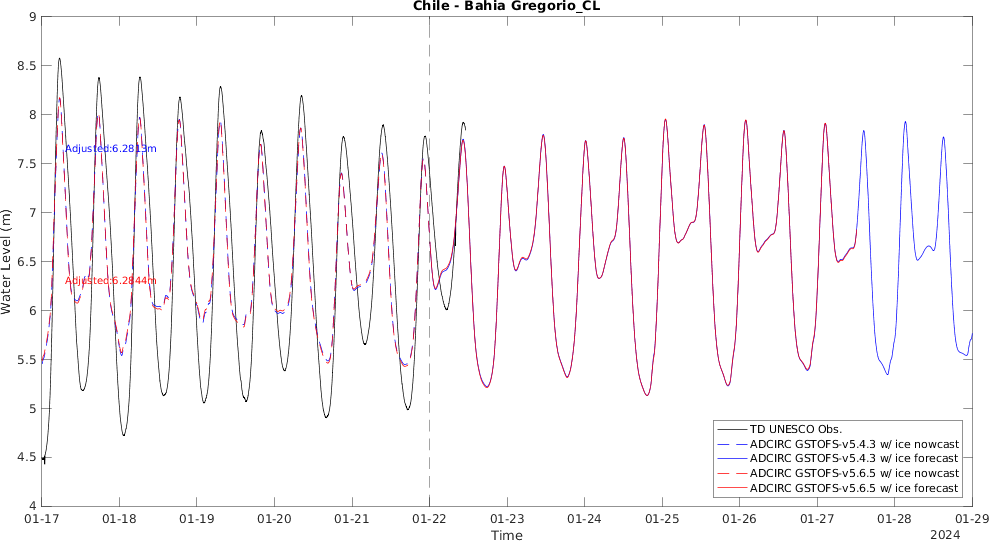 Chile - Bahia Gregorio_CL
9
8.5
8
7.5
7
6.5
6
5.5
5
4.5
4
Water Level (m)
Adjusted:6.2813m
Adjusted:6.2844m
TD UNESCO Obs.
ADCIRC GSTOFS-v5.4.3 w/ ice nowcast
ADCIRC GSTOFS-v5.4.3 w/ ice forecast
ADCIRC GSTOFS-v5.6.5 w/ ice nowcast
ADCIRC GSTOFS-v5.6.5 w/ ice forecast
01-17 01-18 01-19 01-20 01-21 01-22 01-23 01-24 01-25 01-26 01-27 01-28 01-29
Time
2024